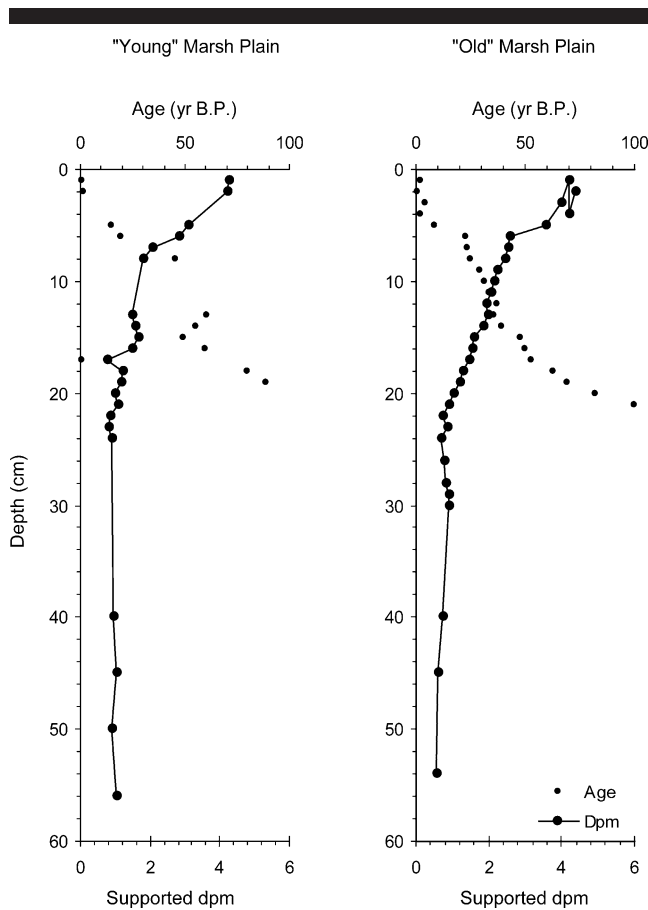 "Young" Marsh Plain
"Old" Marsh Plain
Age (yr B.P.)
Age (yr B.P.)
0 50 100
0 50 100
0
10
20
30
40
50
60
Depth (cm)
0
10
20
30
40
50
60
Age
Dpm
0 2 4 6
0 2 4 6
Supported dpm
Supported dpm